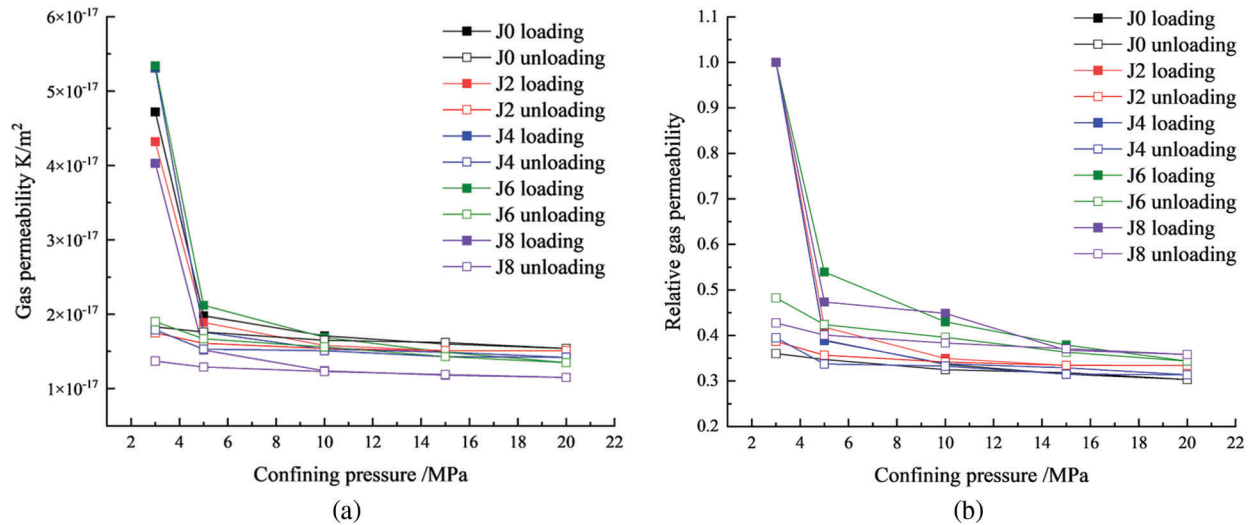 6×10⁻¹⁷
5×10⁻¹⁷
4×10⁻¹⁷
3×10⁻¹⁷
2×10⁻¹⁷
1×10⁻¹⁷
Gas permeability K/m²
J0 loading
J0 unloading
J2 loading
J2 unloading
J4 loading
J4 unloading
J6 loading
J6 unloading
J8 loading
J8 unloading
2 4 6 8 10 12 14 16 18 20 22
Confining pressure /MPa
(a)
1.1
1.0
0.9
0.8
0.7
0.6
0.5
0.4
0.3
0.2
Relative gas permeability
J0 loading
J0 unloading
J2 loading
J2 unloading
J4 loading
J4 unloading
J6 loading
J6 unloading
J8 loading
J8 unloading
2 4 6 8 10 12 14 16 18 20 22
Confining pressure /MPa
(b)